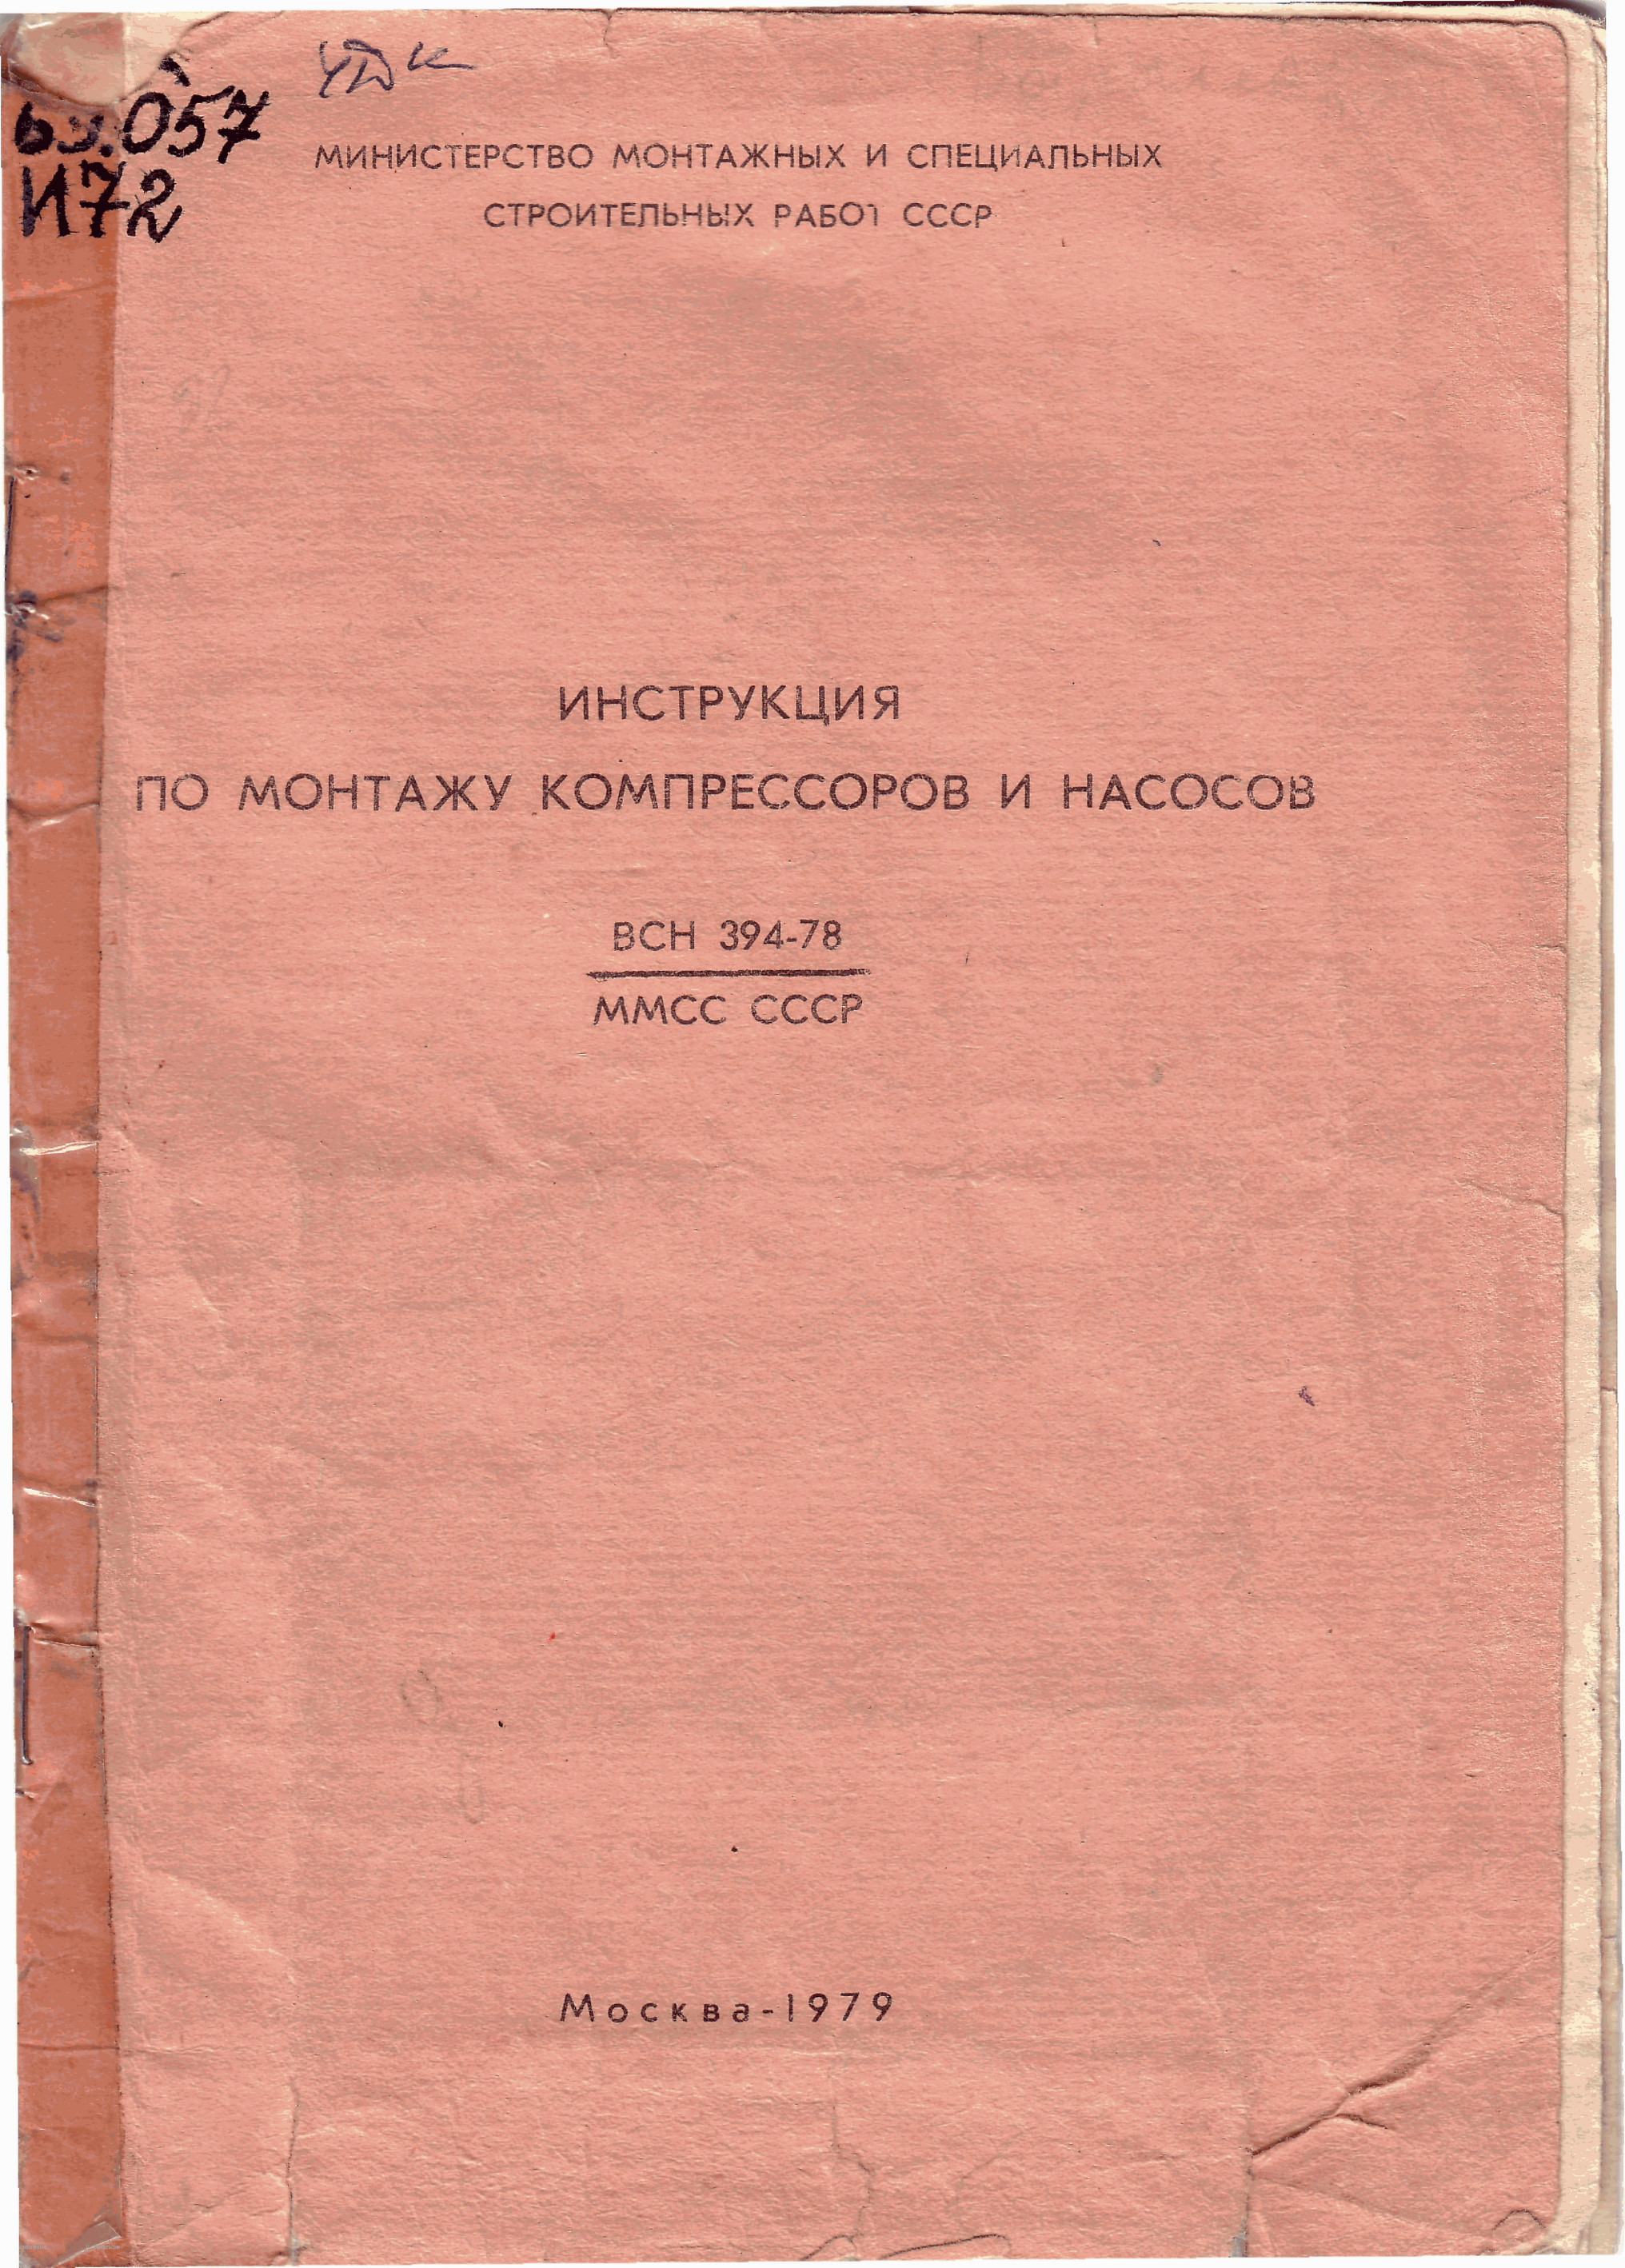 УДК
057
И72
МИНИСТЕРСТВО МОНТАЖНЫХ И СПЕЦИАЛЬНЫХ
СТРОИТЕЛЬНЫХ РАБОТ СССР
ИНСТРУКЦИЯ
ПО МОНТАЖУ КОМПРЕССОРОВ И НАСОСОВ
ВСН 394-78
ММСС СССР
Москва-1979